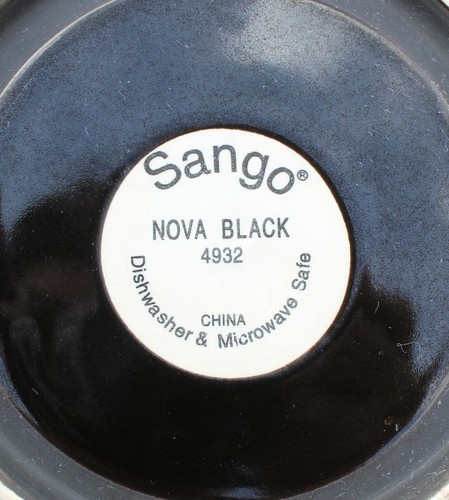 Sango®
NOVA BLACK
4932
CHINA
Dishwasher & Microwave Safe